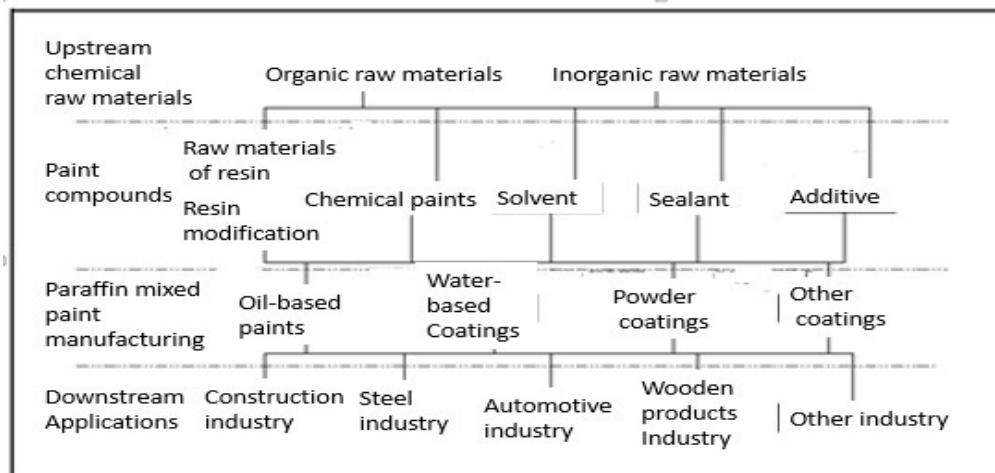 Upstream
chemical
raw materials
Organic raw materials
Inorganic raw materials
Paint
compounds
Raw materials
of resin
Resin
modification
Chemical paints
Solvent
Sealant
Additive
Paraffin mixed
paint
manufacturing
Oil-based
paints
Water-
based
Coatings
Powder
coatings
Other
coatings
Downstream
Applications
Construction
industry
Steel
industry
Automotive
industry
Wooden
products
Industry
Other industry